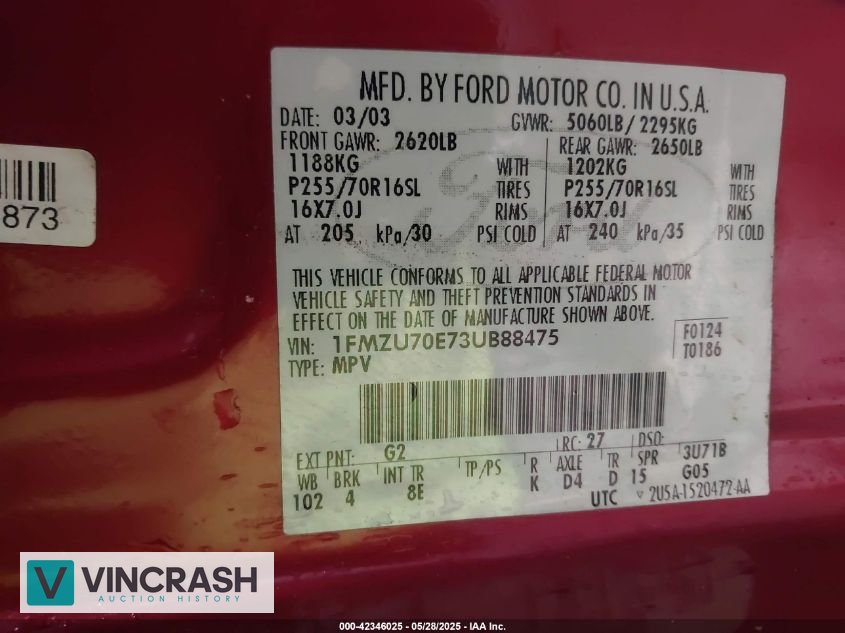 MFD. BY FORD MOTOR CO. IN U.S.A.
DATE: 03/03 GVWR: 5060LB/ 2295KG
FRONT GAWR: 2620LB REAR GAWR: 2650LB
1188KG WITH 1202KG WITH
P255/70R16SL TIRES P255/70R16SL TIRES
16X7.0J RIMS 16X7.0J RIMS
AT 205 kPa/30 PSI COLD AT 240 kPa/35 PSI COLD
Ford
THIS VEHICLE CONFORMS TO ALL APPLICABLE FEDERAL MOTOR
VEHICLE SAFETY AND THEFT PREVENTION STANDARDS IN
EFFECT ON THE DATE OF MANUFACTURE SHOWN ABOVE.
VIN: 1FMZU70E73UB88475 F0124
TYPE: MPV T0186
EXT PNT: G2 RC: 27 DSO:
WB BRK INT TR TP/PS R AXLE TR SPR 3U71B
102 4 8E K D4 D 15 G05
UTC 2U5A-1520472-AA
873
VINCRASH
AUCTION HISTORY
000-42346025 - 05/28/2025 - IAA Inc.